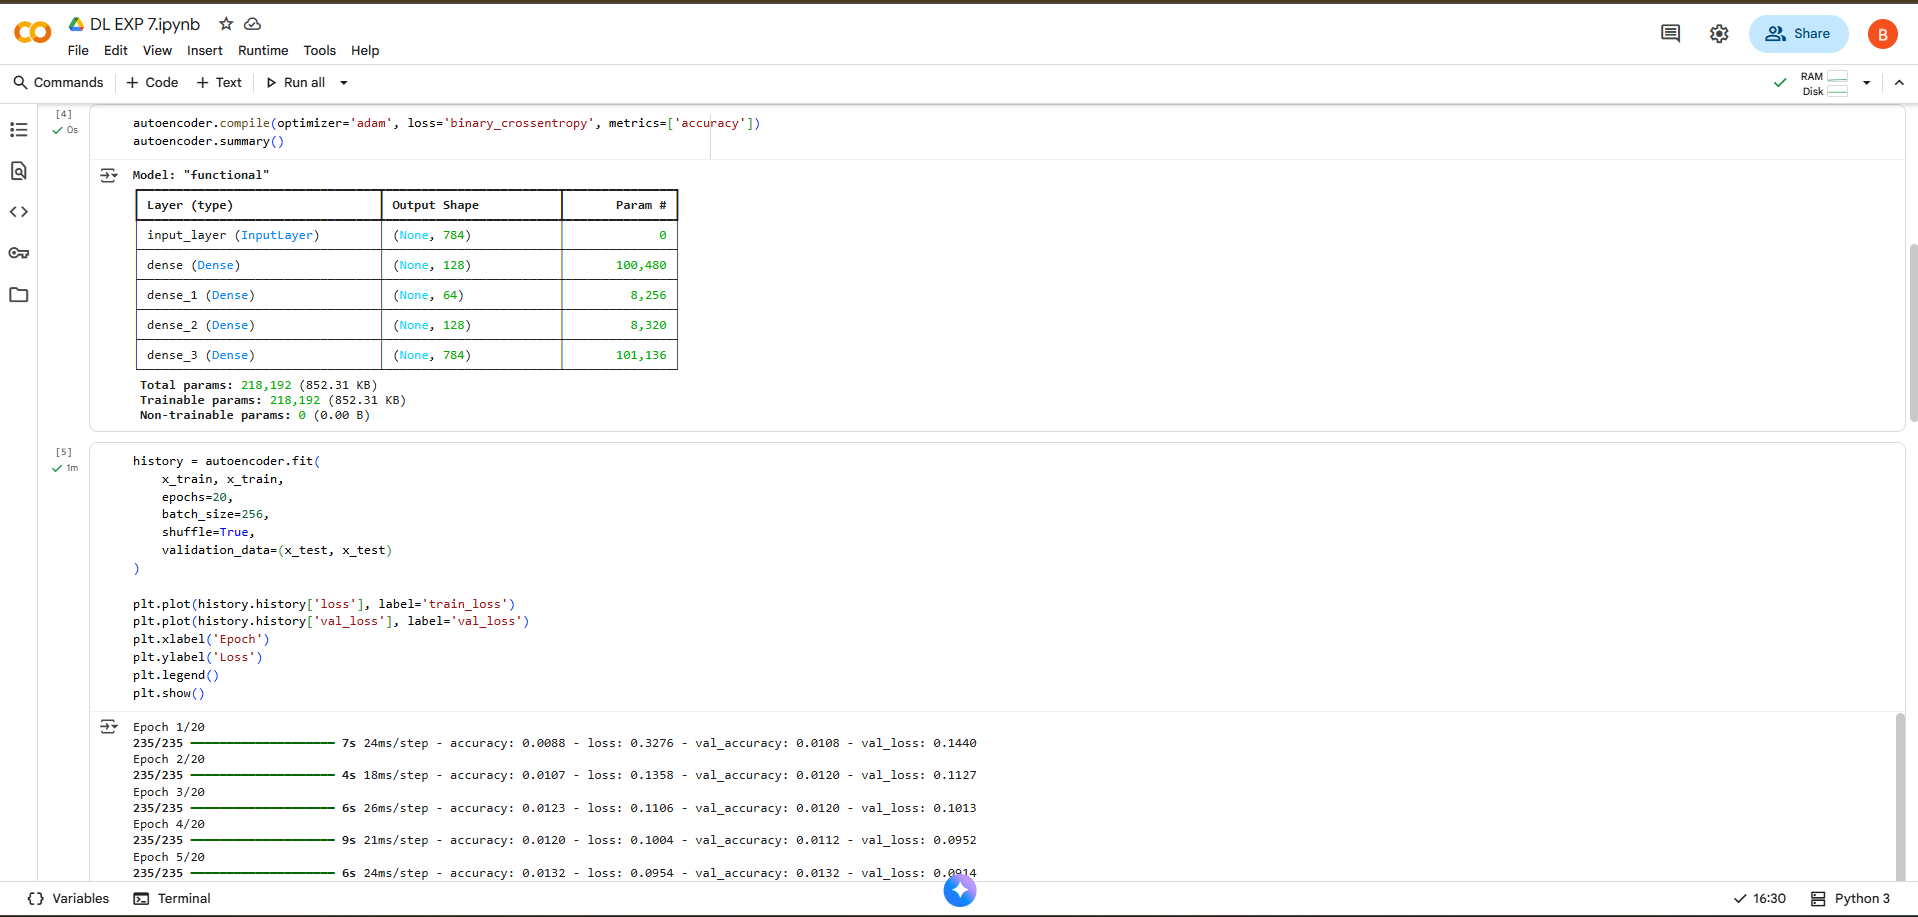 DL EXP 7.ipynb
File Edit View Insert Runtime Tools Help
Share
B
Commands + Code + Text Run all
RAM
Disk
[4]
0s
autoencoder.compile(optimizer='adam', loss='binary_crossentropy', metrics=['accuracy'])
autoencoder.summary()
Model: "functional"
Layer (type) Output Shape Param #
input_layer (InputLayer) (None, 784) 0
dense (Dense) (None, 128) 100,480
dense_1 (Dense) (None, 64) 8,256
dense_2 (Dense) (None, 128) 8,320
dense_3 (Dense) (None, 784) 101,136
Total params: 218,192 (852.31 KB)
Trainable params: 218,192 (852.31 KB)
Non-trainable params: 0 (0.00 B)
[5]
1m
history = autoencoder.fit(
    x_train, x_train,
    epochs=20,
    batch_size=256,
    shuffle=True,
    validation_data=(x_test, x_test)
)
plt.plot(history.history['loss'], label='train_loss')
plt.plot(history.history['val_loss'], label='val_loss')
plt.xlabel('Epoch')
plt.ylabel('Loss')
plt.legend()
plt.show()
Epoch 1/20
235/235 7s 24ms/step - accuracy: 0.0088 - loss: 0.3276 - val_accuracy: 0.0108 - val_loss: 0.1440
Epoch 2/20
235/235 4s 18ms/step - accuracy: 0.0107 - loss: 0.1358 - val_accuracy: 0.0120 - val_loss: 0.1127
Epoch 3/20
235/235 6s 26ms/step - accuracy: 0.0123 - loss: 0.1106 - val_accuracy: 0.0120 - val_loss: 0.1013
Epoch 4/20
235/235 9s 21ms/step - accuracy: 0.0120 - loss: 0.1004 - val_accuracy: 0.0112 - val_loss: 0.0952
Epoch 5/20
235/235 6s 24ms/step - accuracy: 0.0132 - loss: 0.0954 - val_accuracy: 0.0132 - val_loss: 0.0914
{} Variables Terminal
16:30 Python 3